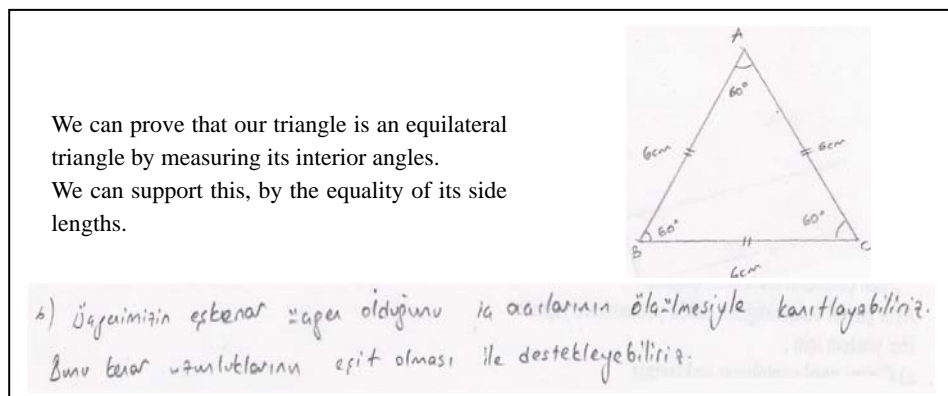 We can prove that our triangle is an equilateral
triangle by measuring its interior angles.
We can support this, by the equality of its side
lengths.
A
60°
6cm
6cm
60°
60°
B
C
6cm
b) Üçgenimizin eşkenar üçgen olduğunu iç açılarının ölçülmesiyle kanıtlayabiliriz.
Bunu kenar uzunluklarının eşit olması ile destekleyebiliriz.